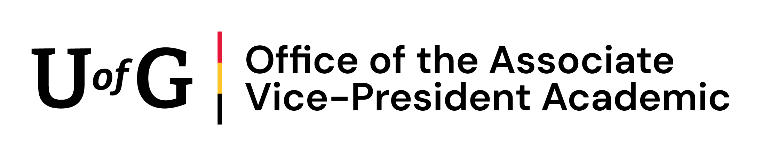 UofG
Office of the Associate
Vice-President Academic